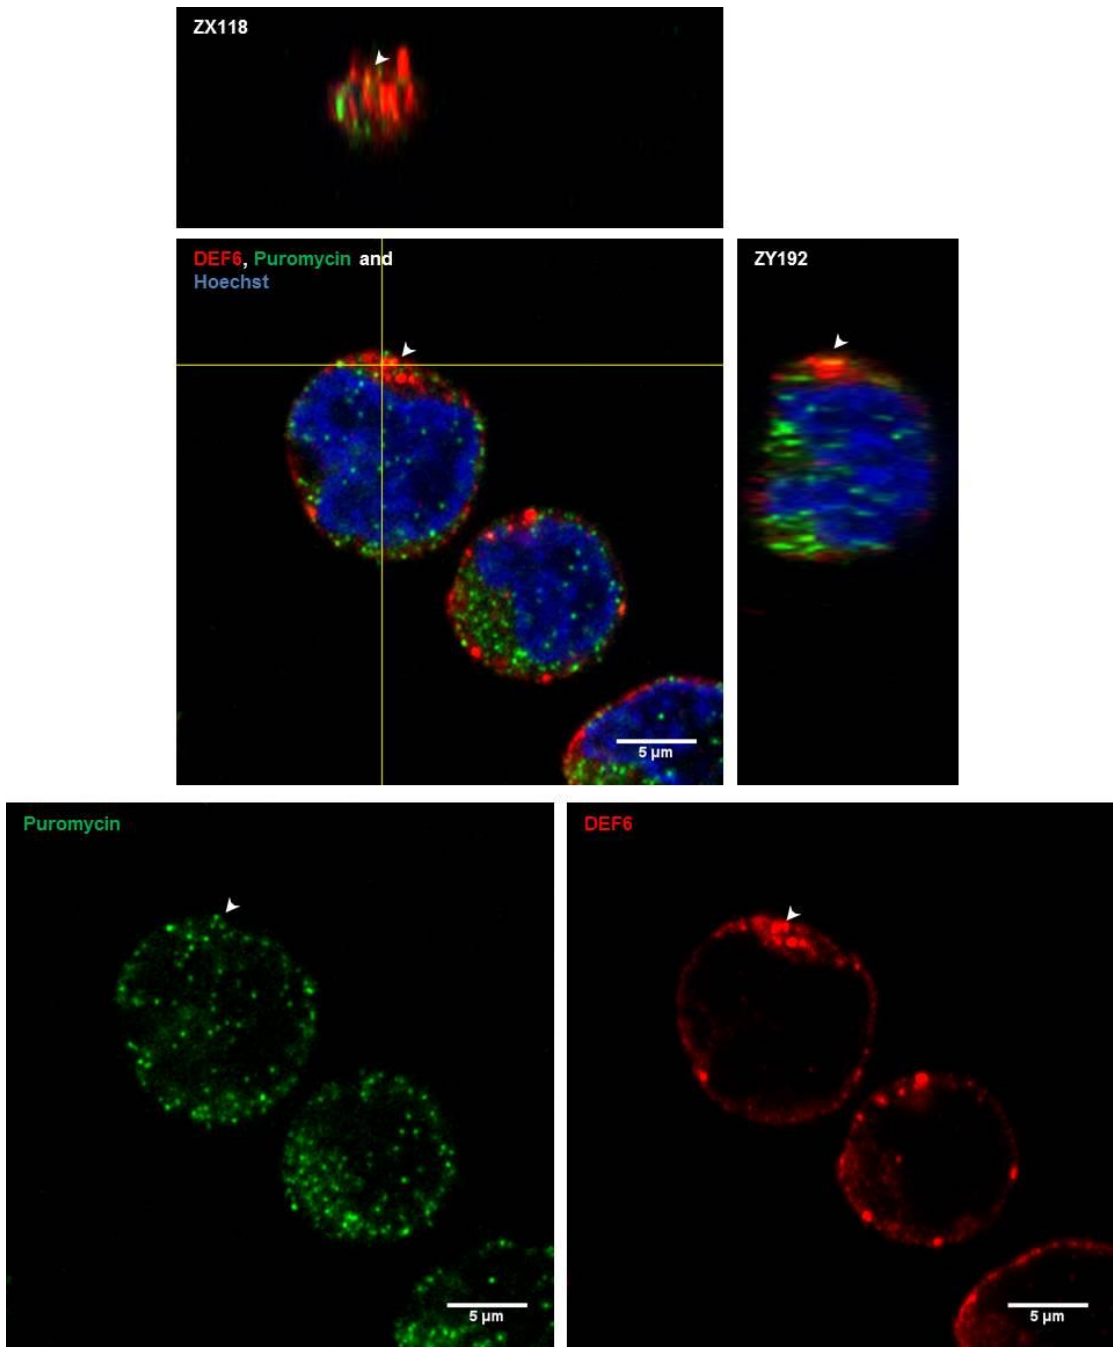 ZX118
DEF6, Puromycin and
Hoechst
ZY192
5 µm
Puromycin
DEF6
5 µm
5 µm